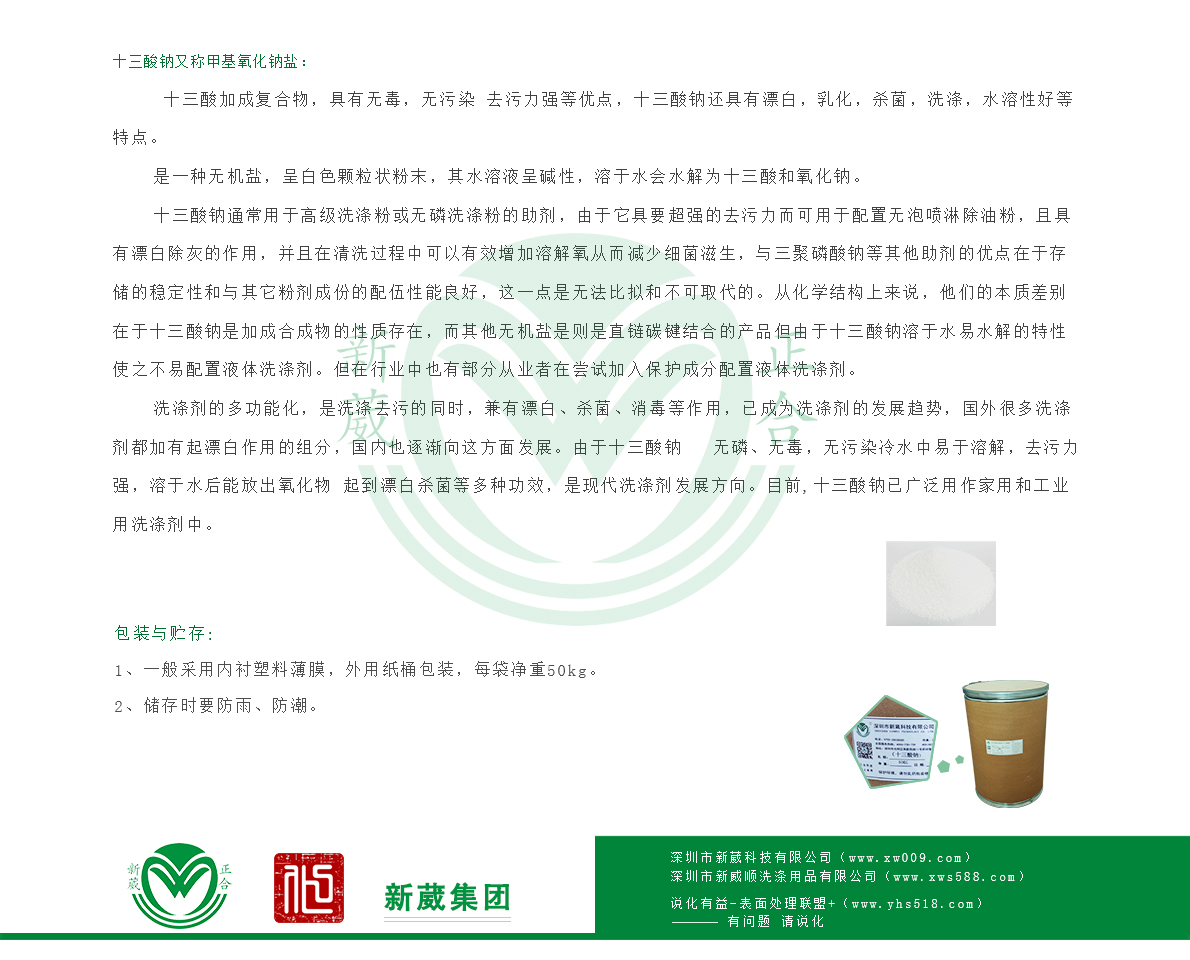 十三酸钠又称甲基氧化钠盐：
十三酸加成复合物，具有无毒，无污染 去污力强等优点，十三酸钠还具有漂白，乳化，杀菌，洗涤，水溶性好等
特点。
是一种无机盐，呈白色颗粒状粉末，其水溶液呈碱性，溶于水会水解为十三酸和氧化钠。
十三酸钠通常用于高级洗涤粉或无磷洗涤粉的助剂，由于它具要超强的去污力而可用于配置无泡喷淋除油粉，且具
有漂白除灰的作用，并且在清洗过程中可以有效增加溶解氧从而减少细菌滋生，与三聚磷酸钠等其他助剂的优点在于存
储的稳定性和与其它粉剂成份的配伍性能良好，这一点是无法比拟和不可取代的。从化学结构上来说，他们的本质差别
在于十三酸钠是加成合成物的性质存在，而其他无机盐是则是直链碳键结合的产品但由于十三酸钠溶于水易水解的特性
使之不易配置液体洗涤剂。但在行业中也有部分从业者在尝试加入保护成分配置液体洗涤剂。
洗涤剂的多功能化，是洗涤去污的同时，兼有漂白、杀菌、消毒等作用，已成为洗涤剂的发展趋势，国外很多洗涤
剂都加有起漂白作用的组分，国内也逐渐向这方面发展。由于十三酸钠 无磷、无毒，无污染冷水中易于溶解，去污力
强，溶于水后能放出氧化物 起到漂白杀菌等多种功效，是现代洗涤剂发展方向。目前,十三酸钠已广泛用作家用和工业
用洗涤剂中。
新葳
正合
包装与贮存:
1、一般采用内衬塑料薄膜，外用纸桶包装，每袋净重50kg。
2、储存时要防雨、防潮。
深圳市新葳科技有限公司
（十三酸钠）
新葳
正合
新葳集团
深圳市新葳科技有限公司（www.xw009.com）
深圳市新威顺洗涤用品有限公司（www.xws588.com）
说化有益-表面处理联盟+（www.yhs518.com）
——— 有问题 请说化